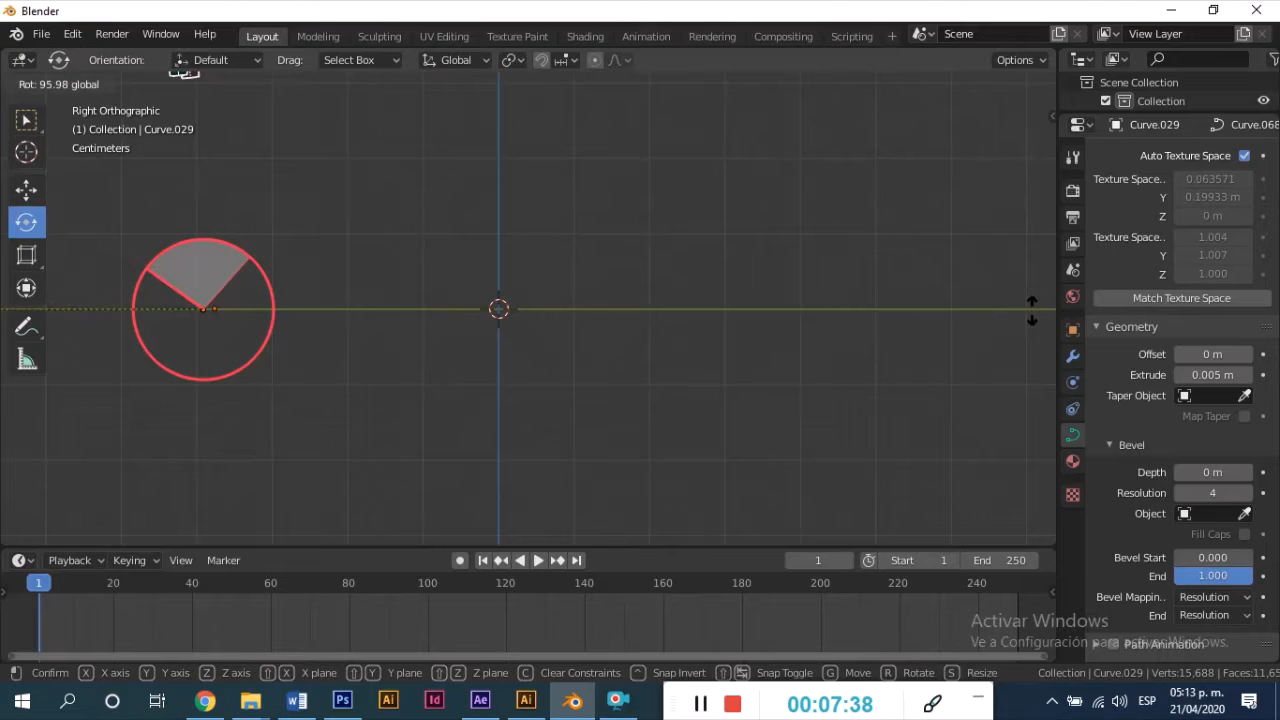 Blender
File Edit Render Window Help Layout Modeling Sculpting UV Editing Texture Paint Shading Animation Rendering Compositing Scripting + Scene View Layer
Orientation: Default Drag: Select Box Global Options
Rot: 95.98 global
Right Orthographic
(1) Collection | Curve.029
Centimeters
Scene Collection
Collection
Curve.029 Curve.068
Auto Texture Space
Texture Space.. 0.063571
Y 0.19933 m
Z 0 m
Texture Space.. 1.004
Y 1.007
Z 1.000
Match Texture Space
Geometry
Offset 0 m
Extrude 0.005 m
Taper Object
Map Taper
Bevel
Depth 0 m
Resolution 4
Object
Fill Caps
Bevel Start 0.000
End 1.000
Bevel Mappin.. Resolution
End Resolution
Path Animation
Playback Keying View Marker 1 Start 1 End 250
1 20 40 60 80 100 120 140 160 180 200 220 240
Activar Windows
Ve a Configuración para activar Windows.
Confirm X X axis Y Y axis Z Z axis X X plane Y Y plane Z Z plane C Clear Constraints Snap Invert Snap Toggle G Move R Rotate S Resize Collection | Curve.029 | Verts:15,688 | Faces:11,65
00:07:38
ESP
05:13 p. m.
21/04/2020